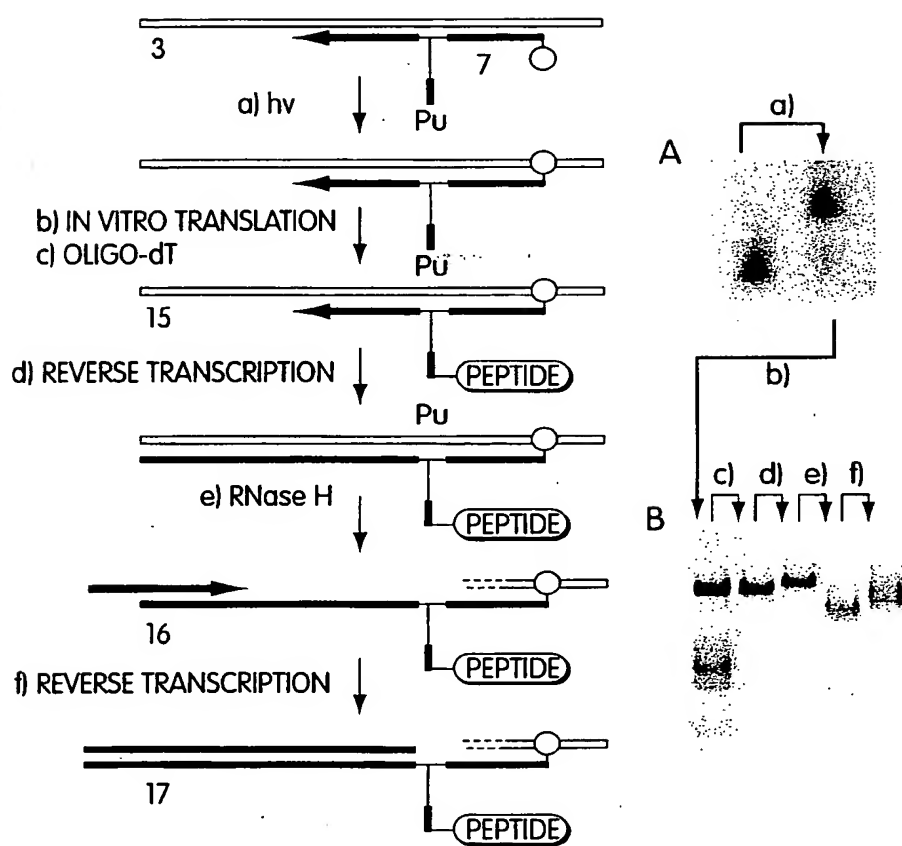 3
7
a) hv
Pu
b) IN VITRO TRANSLATION
c) OLIGO-dT
Pu
15
PEPTIDE
d) REVERSE TRANSCRIPTION
Pu
e) RNase H
PEPTIDE
16
PEPTIDE
f) REVERSE TRANSCRIPTION
17
PEPTIDE
A
a)
b)
B
c) d) e) f)